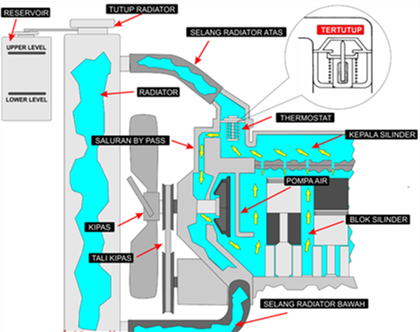 RESERVOIR
TUTUP RADIATOR
SELANG RADIATOR ATAS
TERTUTUP
UPPER LEVEL
LOWER LEVEL
RADIATOR
THERMOSTAT
KEPALA SILINDER
SALURAN BY PASS
POMPA AIR
KIPAS
BLOK SILINDER
TALI KIPAS
SELANG RADIATOR BAWAH